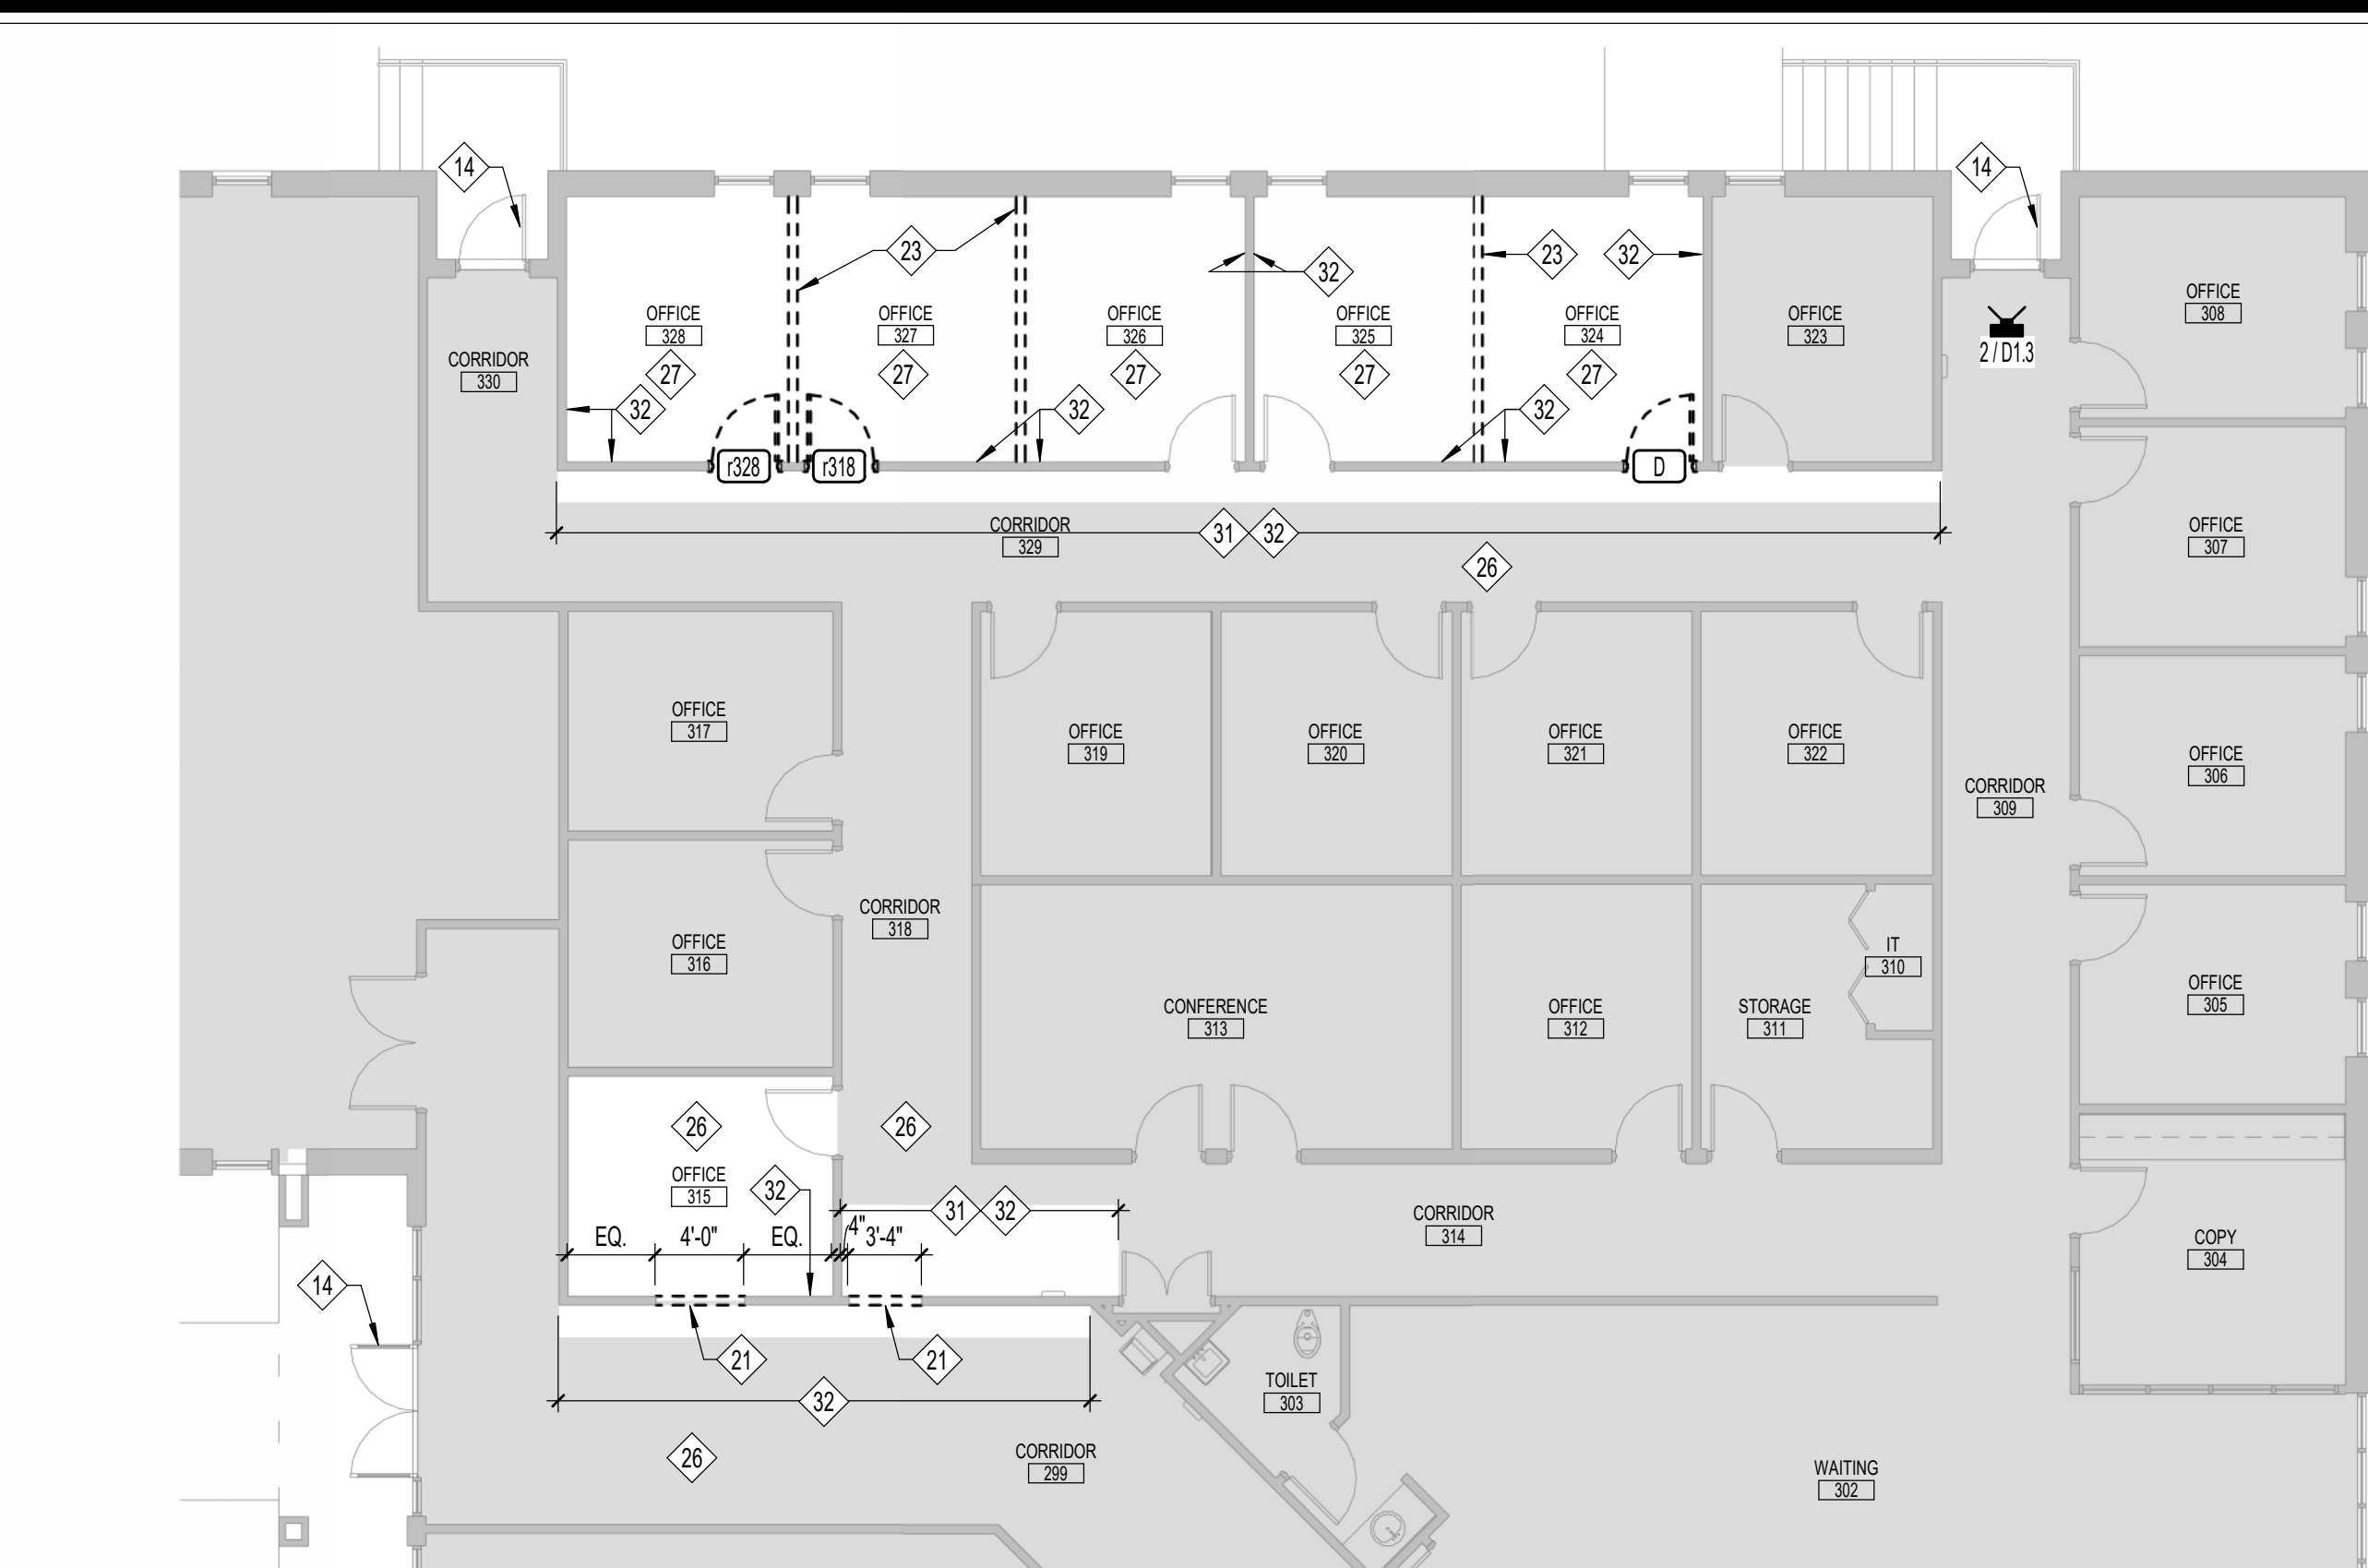 14
14
23
32
23
32
OFFICE
308
OFFICE
328
OFFICE
327
OFFICE
326
OFFICE
325
OFFICE
324
OFFICE
323
2 / D1.3
CORRIDOR
330
27
27
27
27
27
32
32
32
r328
r318
D
CORRIDOR
329
31
32
OFFICE
307
26
OFFICE
317
OFFICE
319
OFFICE
320
OFFICE
321
OFFICE
322
OFFICE
306
CORRIDOR
309
CORRIDOR
318
OFFICE
316
IT
310
CONFERENCE
313
OFFICE
312
STORAGE
311
OFFICE
305
26
26
OFFICE
315
32
31
32
CORRIDOR
314
EQ.
4'-0"
EQ.
4"
3'-4"
COPY
304
14
21
21
TOILET
303
32
26
CORRIDOR
299
WAITING
302